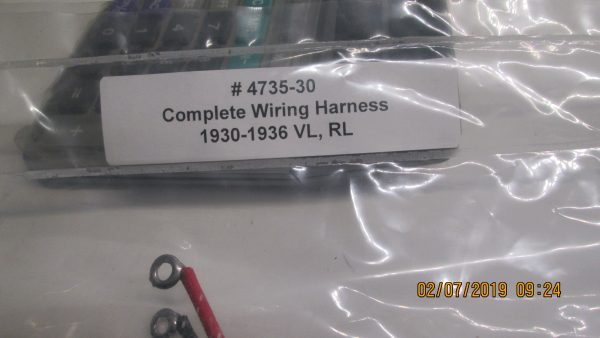 # 4735-30
Complete Wiring Harness
1930-1936 VL, RL
02/07/2019 09:24